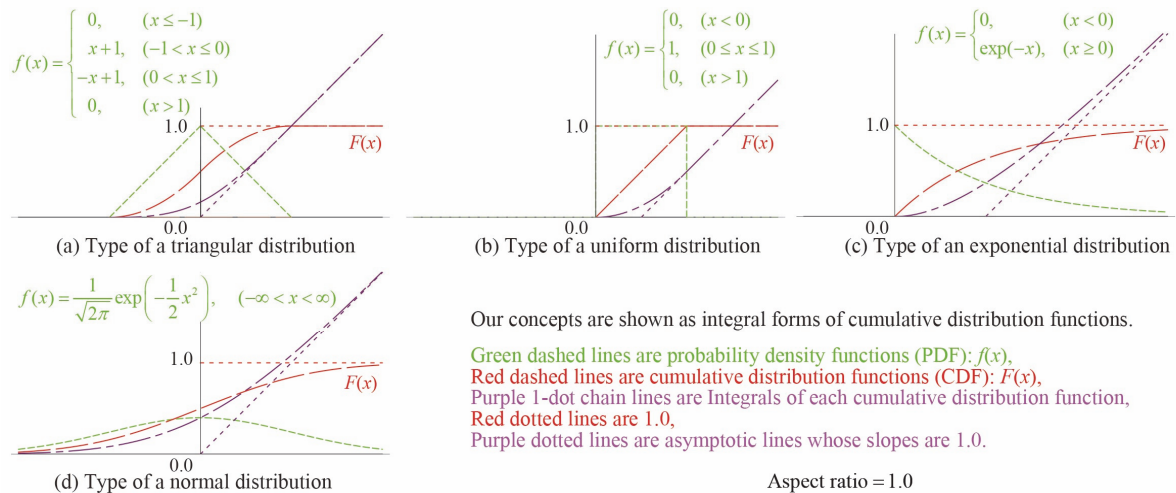 f(x) = { 0, (x ≤ −1)
x+1, (−1 < x ≤ 0)
−x+1, (0 < x ≤ 1)
0, (x > 1)
1.0
F(x)
0.0
(a) Type of a triangular distribution
f(x) = { 0, (x < 0)
1, (0 ≤ x ≤ 1)
0, (x > 1)
1.0
F(x)
0.0
(b) Type of a uniform distribution
f(x) = { 0, (x < 0)
exp(−x), (x ≥ 0)
1.0
F(x)
0.0
(c) Type of an exponential distribution
f(x) = 1/√(2π) exp(−1/2 x²), (−∞ < x < ∞)
1.0
F(x)
0.0
(d) Type of a normal distribution
Our concepts are shown as integral forms of cumulative distribution functions.
Green dashed lines are probability density functions (PDF): f(x),
Red dashed lines are cumulative distribution functions (CDF): F(x),
Purple 1-dot chain lines are Integrals of each cumulative distribution function,
Red dotted lines are 1.0,
Purple dotted lines are asymptotic lines whose slopes are 1.0.
Aspect ratio = 1.0